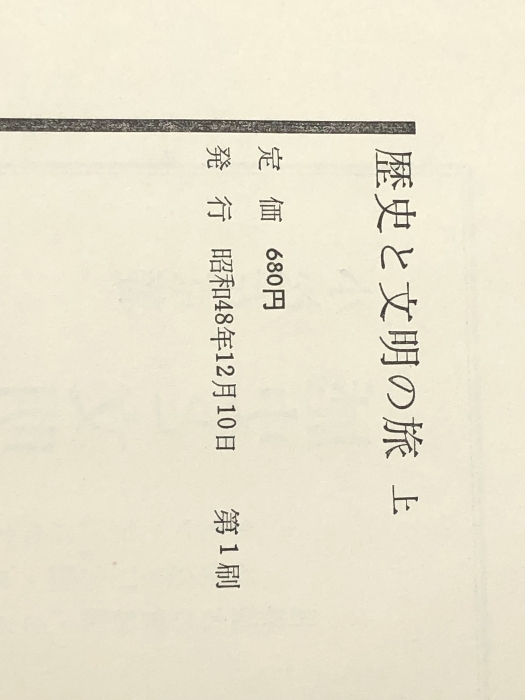 歴史と文明の旅 上
定価 680円
発行 昭和48年12月10日 第1刷